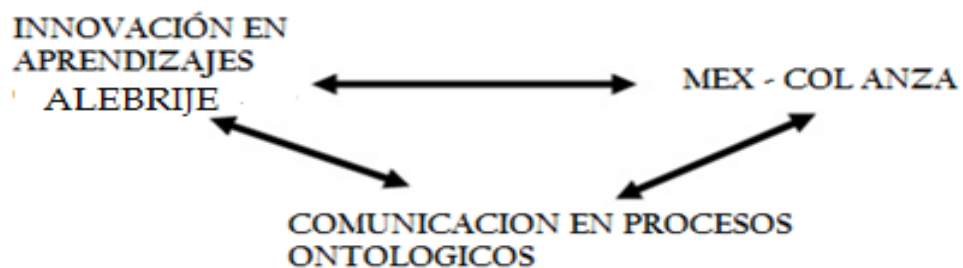 INNOVACIÓN EN
APRENDIZAJES
ALEBRIJE
MEX - COL ANZA
COMUNICACION EN PROCESOS
ONTOLOGICOS